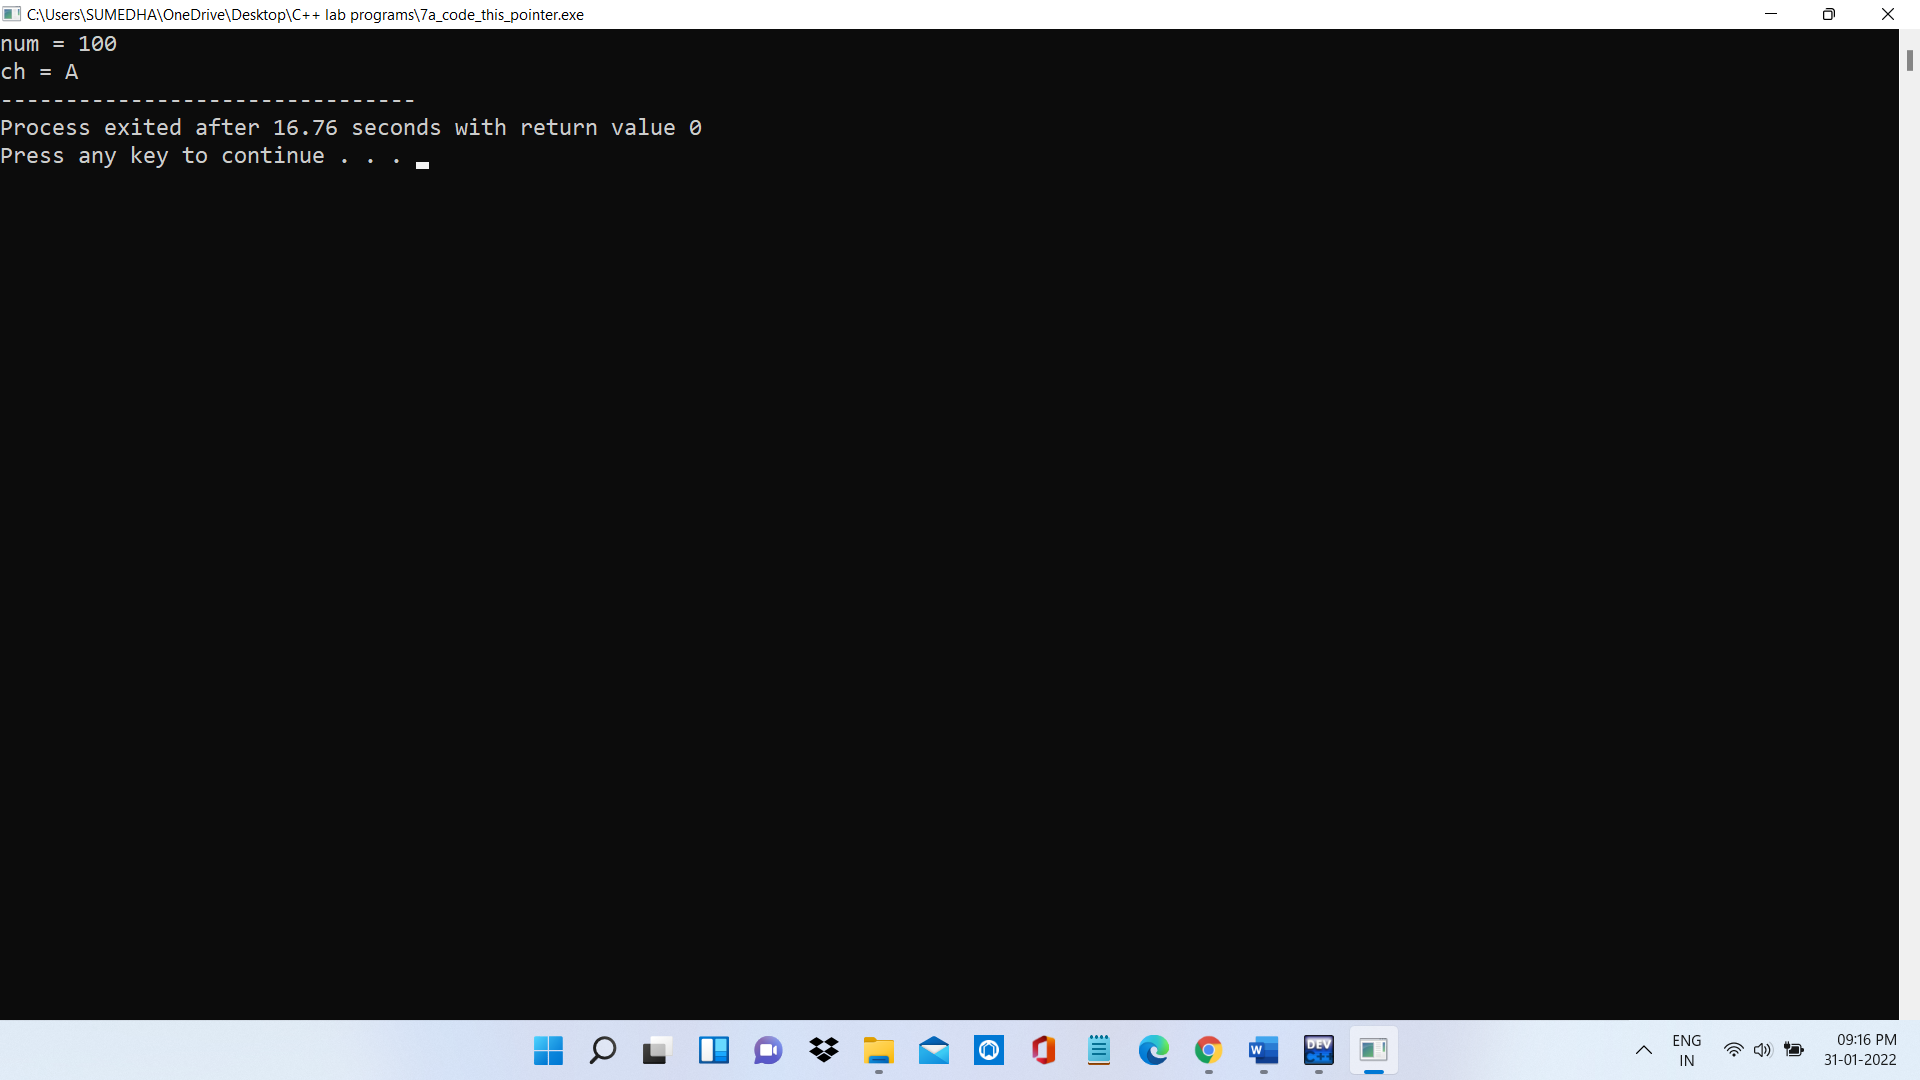 C:\Users\SUMEDHA\OneDrive\Desktop\C++ lab programs\7a_code_this_pointer.exe
num = 100
ch = A
--------------------------------
Process exited after 16.76 seconds with return value 0
Press any key to continue . . .
W
DEV
C++
ENG
IN
09:16 PM
31-01-2022